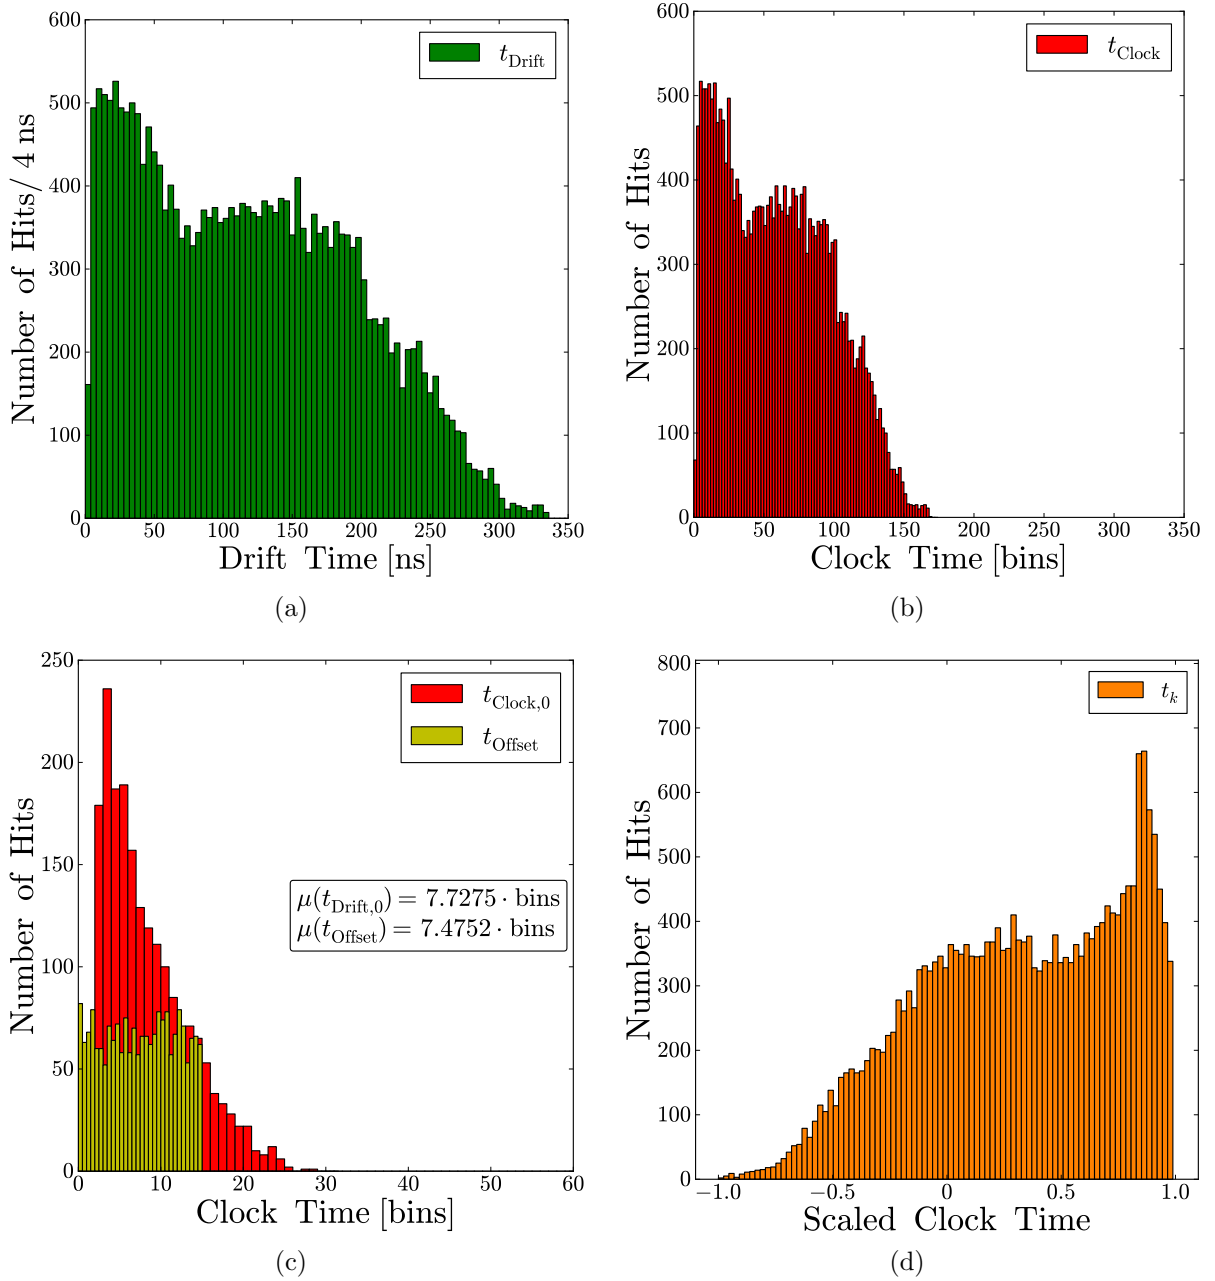 600
500
400
300
200
100
0
Number of Hits/ 4 ns
t_Drift
0 50 100 150 200 250 300 350
Drift Time [ns]
(a)
600
500
400
300
200
100
0
Number of Hits
t_Clock
0 50 100 150 200 250 300 350
Clock Time [bins]
(b)
250
200
150
100
50
0
Number of Hits
t_Clock,0
t_Offset
μ(t_Drift,0) = 7.7275 · bins
μ(t_Offset) = 7.4752 · bins
0 10 20 30 40 50 60
Clock Time [bins]
(c)
800
700
600
500
400
300
200
100
0
Number of Hits
t_k
−1.0 −0.5 0 0.5 1.0
Scaled Clock Time
(d)